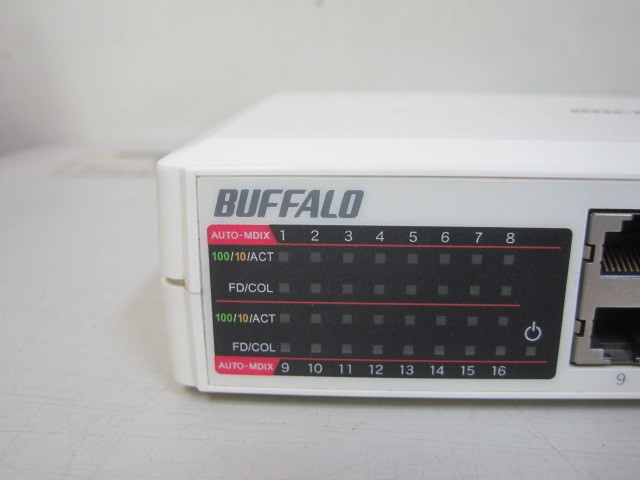 BUFFALO
AUTO-MDIX 1 2 3 4 5 6 7 8
100/10/ACT
FD/COL
100/10/ACT
FD/COL
AUTO-MDIX 9 10 11 12 13 14 15 16
9